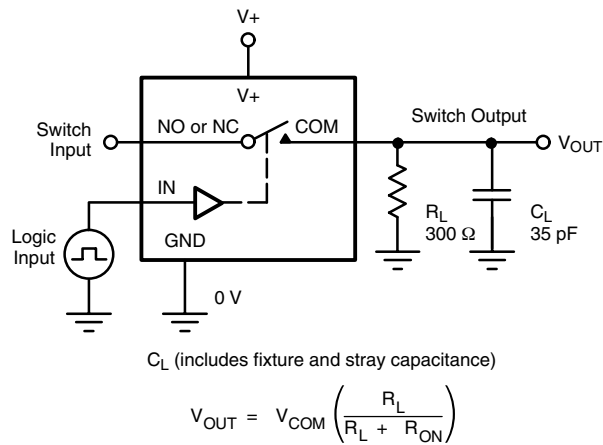 V+
V+
Switch Output
Switch
Input
NO or NC
COM
V_OUT
IN
R_L
300 Ω
C_L
35 pF
Logic
Input
GND
0 V
C_L (includes fixture and stray capacitance)
V_OUT = V_COM (R_L / (R_L + R_ON))